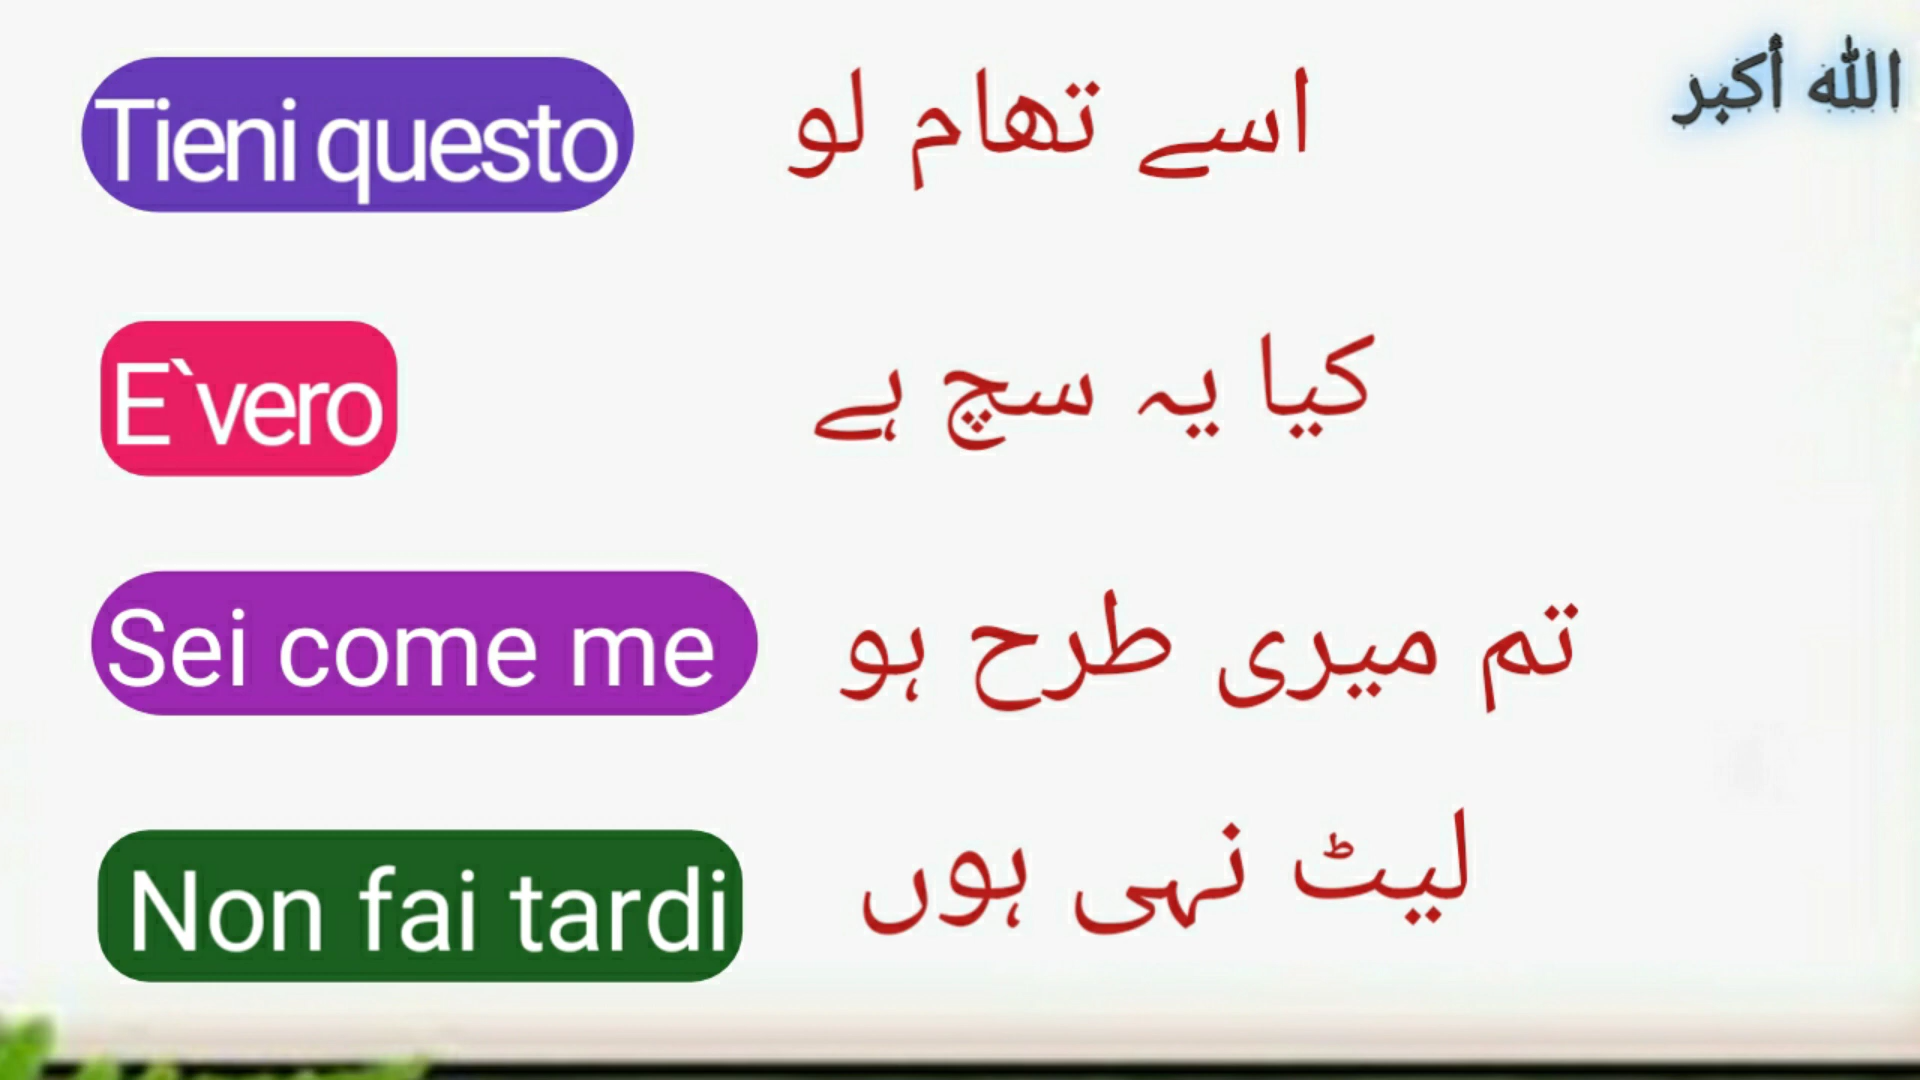 الله أكبر
Tieni questo اسے تھام لو
E`vero کیا یہ سچ ہے
Sei come me تم میری طرح ہو
Non fai tardi لیٹ نہی ہوں